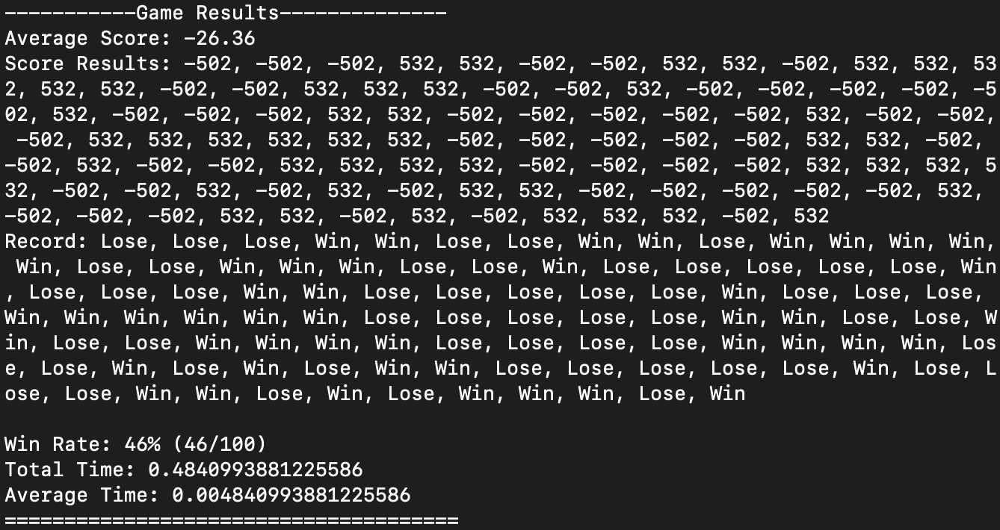 -----------Game Results--------------
Average Score: -26.36
Score Results: -502, -502, -502, 532, 532, -502, -502, 532, 532, -502, 532, 532, 53
2, 532, 532, -502, -502, 532, 532, 532, -502, -502, 532, -502, -502, -502, -502, -5
02, 532, -502, -502, -502, 532, 532, -502, -502, -502, -502, -502, 532, -502, -502,
 -502, 532, 532, 532, 532, 532, 532, -502, -502, -502, -502, -502, 532, 532, -502, 
-502, 532, -502, -502, 532, 532, 532, 532, -502, -502, -502, -502, 532, 532, 532, 5
32, -502, -502, 532, -502, 532, -502, 532, 532, -502, -502, -502, -502, -502, 532, 
-502, -502, -502, 532, 532, -502, 532, -502, 532, 532, 532, -502, 532
Record: Lose, Lose, Lose, Win, Win, Lose, Lose, Win, Win, Lose, Win, Win, Win, Win,
 Win, Lose, Lose, Win, Win, Win, Lose, Lose, Win, Lose, Lose, Lose, Lose, Lose, Win
, Lose, Lose, Lose, Win, Win, Lose, Lose, Lose, Lose, Lose, Win, Lose, Lose, Lose, 
Win, Win, Win, Win, Win, Win, Lose, Lose, Lose, Lose, Lose, Win, Win, Lose, Lose, W
in, Lose, Lose, Win, Win, Win, Win, Lose, Lose, Lose, Lose, Win, Win, Win, Win, Los
e, Lose, Win, Lose, Win, Lose, Win, Win, Lose, Lose, Lose, Lose, Lose, Win, Lose, L
ose, Lose, Win, Win, Lose, Win, Lose, Win, Win, Win, Lose, Win
Win Rate: 46% (46/100)
Total Time: 0.4840993881225586
Average Time: 0.004840993881225586
======================================